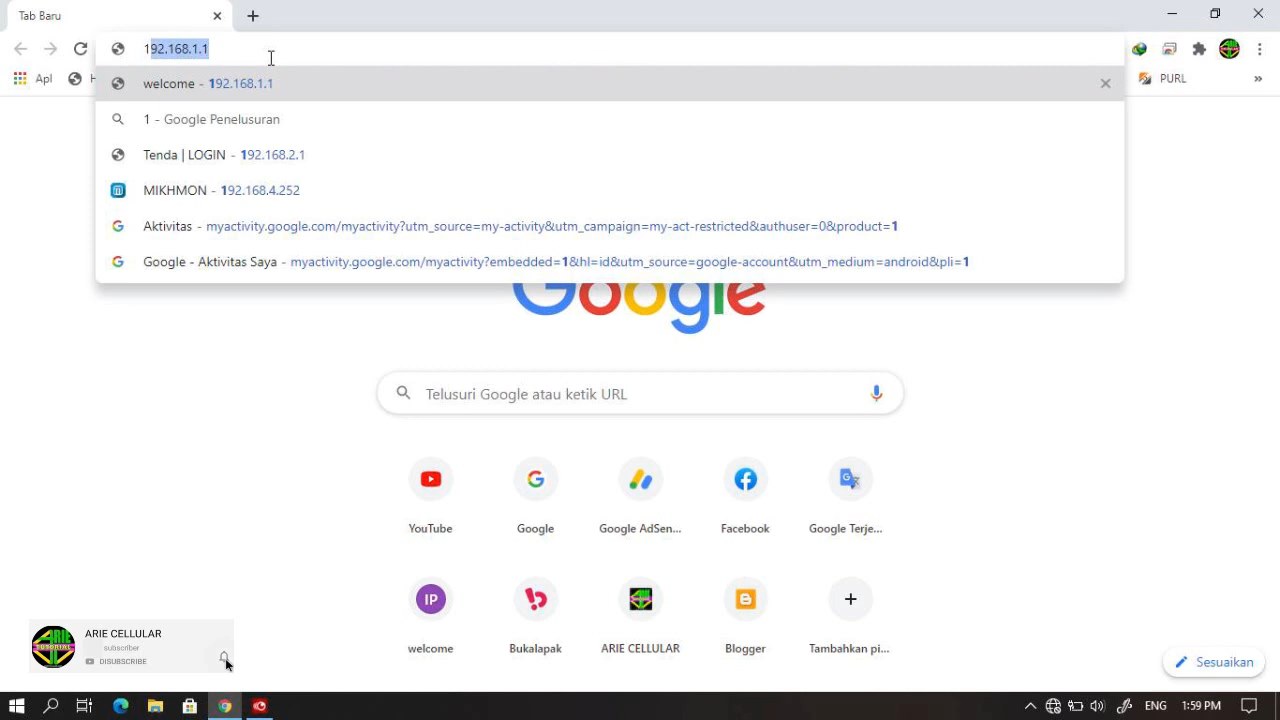 Tab Baru
192.168.1.1
Apl
H
PURL
»
welcome - 192.168.1.1
1 - Google Penelusuran
Tenda | LOGIN - 192.168.2.1
MIKHMON - 192.168.4.252
Aktivitas - myactivity.google.com/myactivity?utm_source=my-activity&utm_campaign=my-act-restricted&authuser=0&product=1
Google - Aktivitas Saya - myactivity.google.com/myactivity?embedded=1&hl=id&utm_source=google-account&utm_medium=android&pli=1
Google
Telusuri Google atau ketik URL
YouTube
Google
Google AdSen...
Facebook
Google Terje...
IP
welcome
Bukalapak
ARIE CELLULAR
Blogger
Tambahkan pi...
ARIE
TUTORIAL
ARIE CELLULAR
subscriber
DISUBSCRIBE
Sesuaikan
ENG
1:59 PM